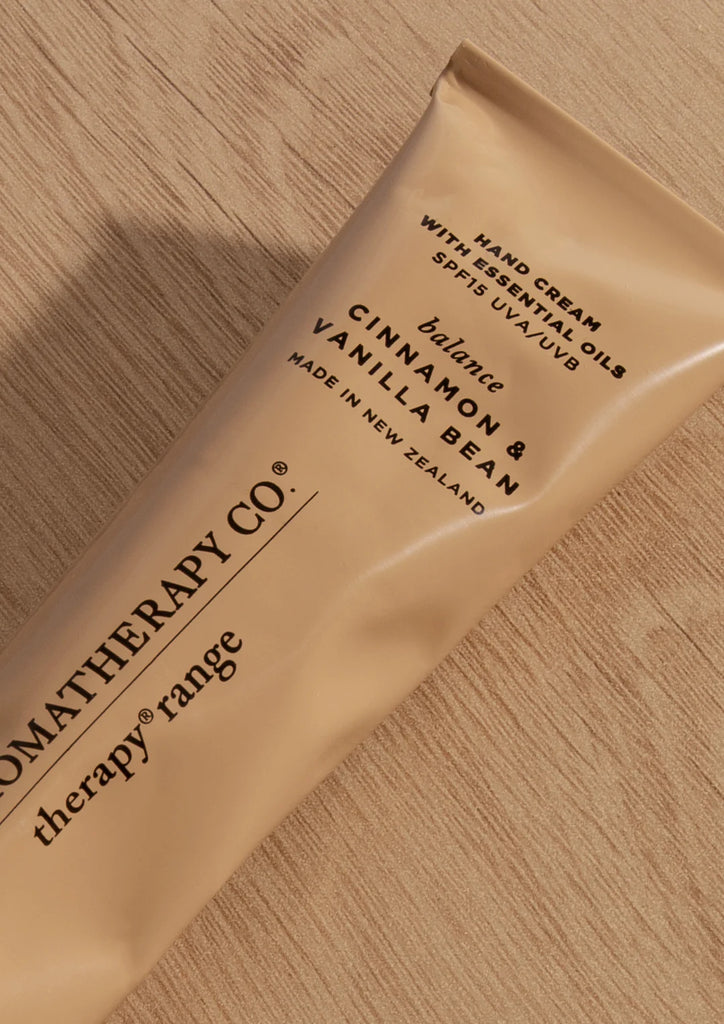 HAND CREAM
WITH ESSENTIAL OILS
SPF15 UVA/UVB
balance
CINNAMON &
VANILLA BEAN
MADE IN NEW ZEALAND
OMATHERAPY CO.®
therapy® range